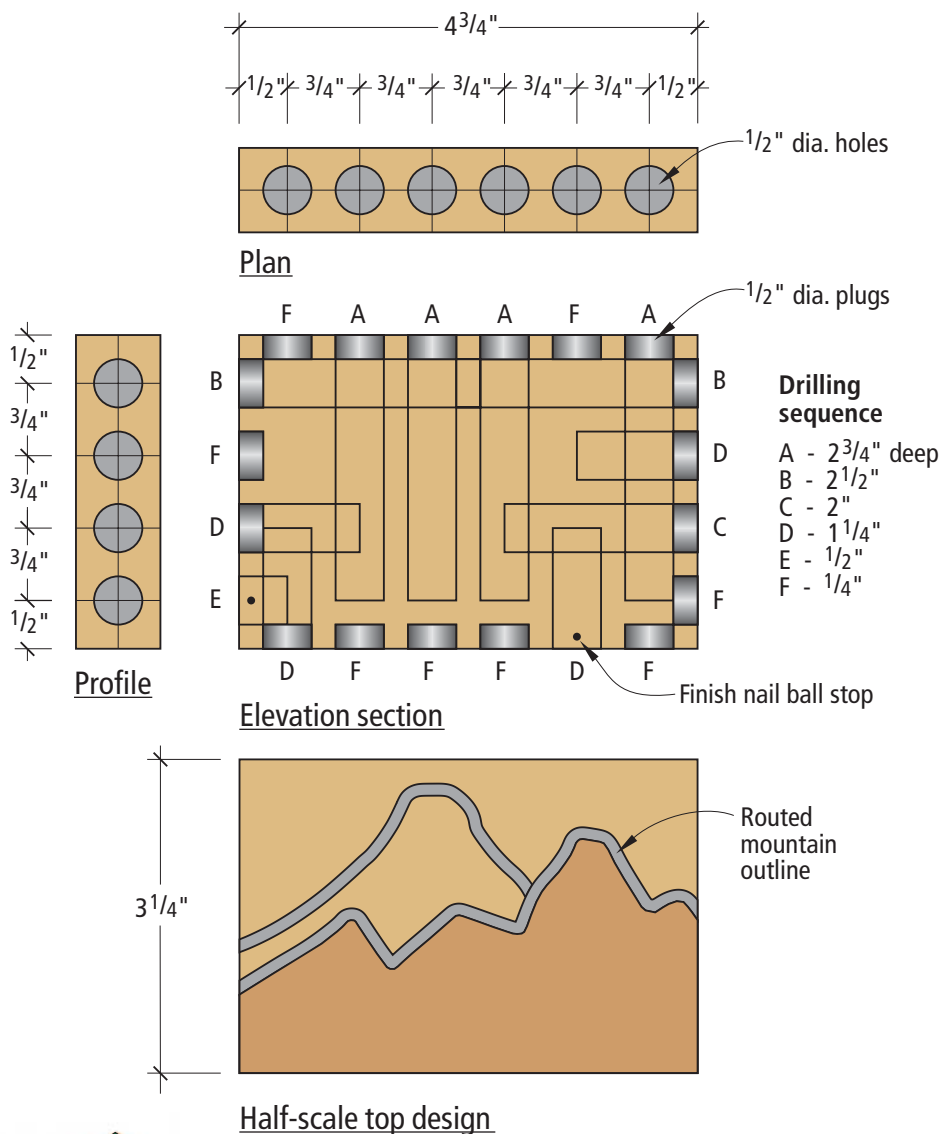 4 3/4"
1/2" 3/4" 3/4" 3/4" 3/4" 3/4" 1/2"
1/2" dia. holes
Plan
1/2" dia. plugs
F A A A F A
1/2"
3/4"
3/4"
3/4"
1/2"
Profile
B B
F D
D C
E F
D F F F D F
Drilling
sequence
A - 2 3/4" deep
B - 2 1/2"
C - 2"
D - 1 1/4"
E - 1/2"
F - 1/4"
Finish nail ball stop
Elevation section
3 1/4"
Routed
mountain
outline
Half-scale top design